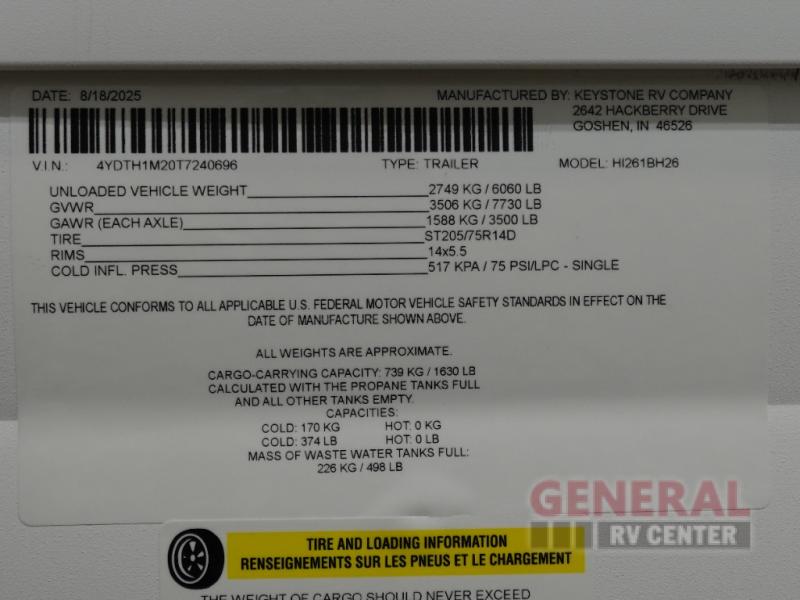 DATE: 8/18/2025 MANUFACTURED BY: KEYSTONE RV COMPANY
2642 HACKBERRY DRIVE
GOSHEN, IN 46526
V.I.N.: 4YDTH1M20T7240696 TYPE: TRAILER MODEL: HI261BH26
UNLOADED VEHICLE WEIGHT 2749 KG / 6060 LB
GVWR 3506 KG / 7730 LB
GAWR (EACH AXLE) 1588 KG / 3500 LB
TIRE ST205/75R14D
RIMS 14x5.5
COLD INFL. PRESS 517 KPA / 75 PSI/LPC - SINGLE
THIS VEHICLE CONFORMS TO ALL APPLICABLE U.S. FEDERAL MOTOR VEHICLE SAFETY STANDARDS IN EFFECT ON THE
DATE OF MANUFACTURE SHOWN ABOVE.
ALL WEIGHTS ARE APPROXIMATE.
CARGO-CARRYING CAPACITY: 739 KG / 1630 LB
CALCULATED WITH THE PROPANE TANKS FULL
AND ALL OTHER TANKS EMPTY.
CAPACITIES:
COLD: 170 KG HOT: 0 KG
COLD: 374 LB HOT: 0 LB
MASS OF WASTE WATER TANKS FULL:
226 KG / 498 LB
GENERAL
RV CENTER
TIRE AND LOADING INFORMATION
RENSEIGNEMENTS SUR LES PNEUS ET LE CHARGEMENT
THE WEIGHT OF CARGO SHOULD NEVER EXCEED